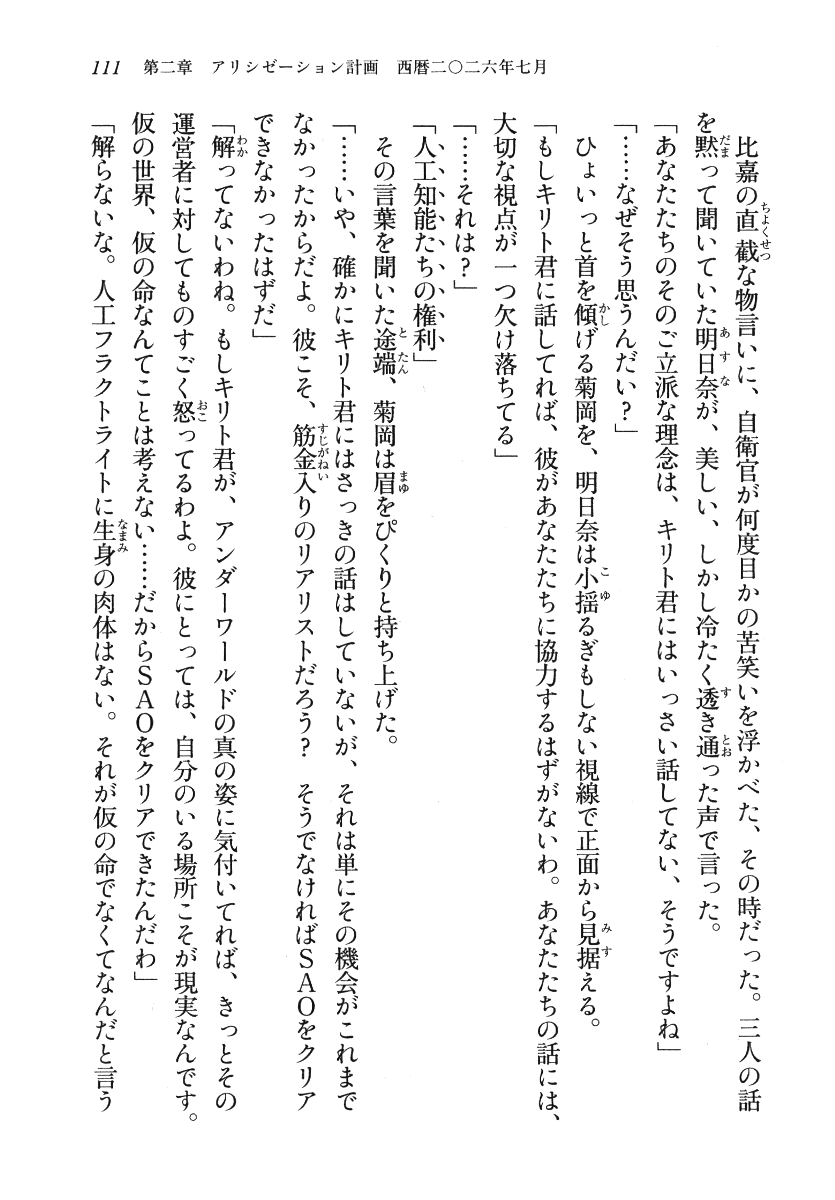 111　第二章　アリシゼーション計画　西暦二〇二六年七月
　比嘉の直截な物言いに、自衛官が何度目かの苦笑いを浮かべた、その時だった。三人の話
を黙って聞いていた明日奈が、美しい、しかし冷たく透き通った声で言った。
「あなたたちのそのご立派な理念は、キリト君にはいっさい話してない、そうですよね」
「……なぜそう思うんだい？」
　ひょいっと首を傾げる菊岡を、明日奈は小揺るぎもしない視線で正面から見据える。
「もしキリト君に話してれば、彼があなたたちに協力するはずがないわ。あなたたちの話には、
大切な視点が一つ欠け落ちてる」
「……それは？」
「人工知能たちの権利」
　その言葉を聞いた途端、菊岡は眉をぴくりと持ち上げた。
「……いや、確かにキリト君にはさっきの話はしていないが、それは単にその機会がこれまで
なかったからだよ。彼こそ、筋金入りのリアリストだろう？　そうでなければＳＡＯをクリア
できなかったはずだ」
「解ってないわね。もしキリト君が、アンダーワールドの真の姿に気付いてれば、きっとその
運営者に対してものすごく怒ってるわよ。彼にとっては、自分のいる場所こそが現実なんです。
仮の世界、仮の命なんてことは考えない……だからＳＡＯをクリアできたんだわ」
「解らないな。人工フラクトライトに生身の肉体はない。それが仮の命でなくてなんだと言う